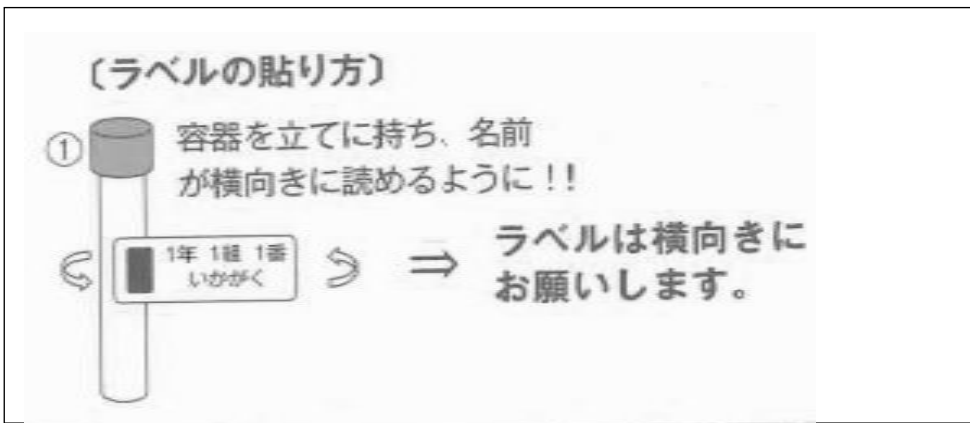 〔ラベルの貼り方〕
①
容器を立てに持ち、名前
が横向きに読めるように！！
1年 1組 1番
いかがく
⇒
ラベルは横向きに
お願いします。